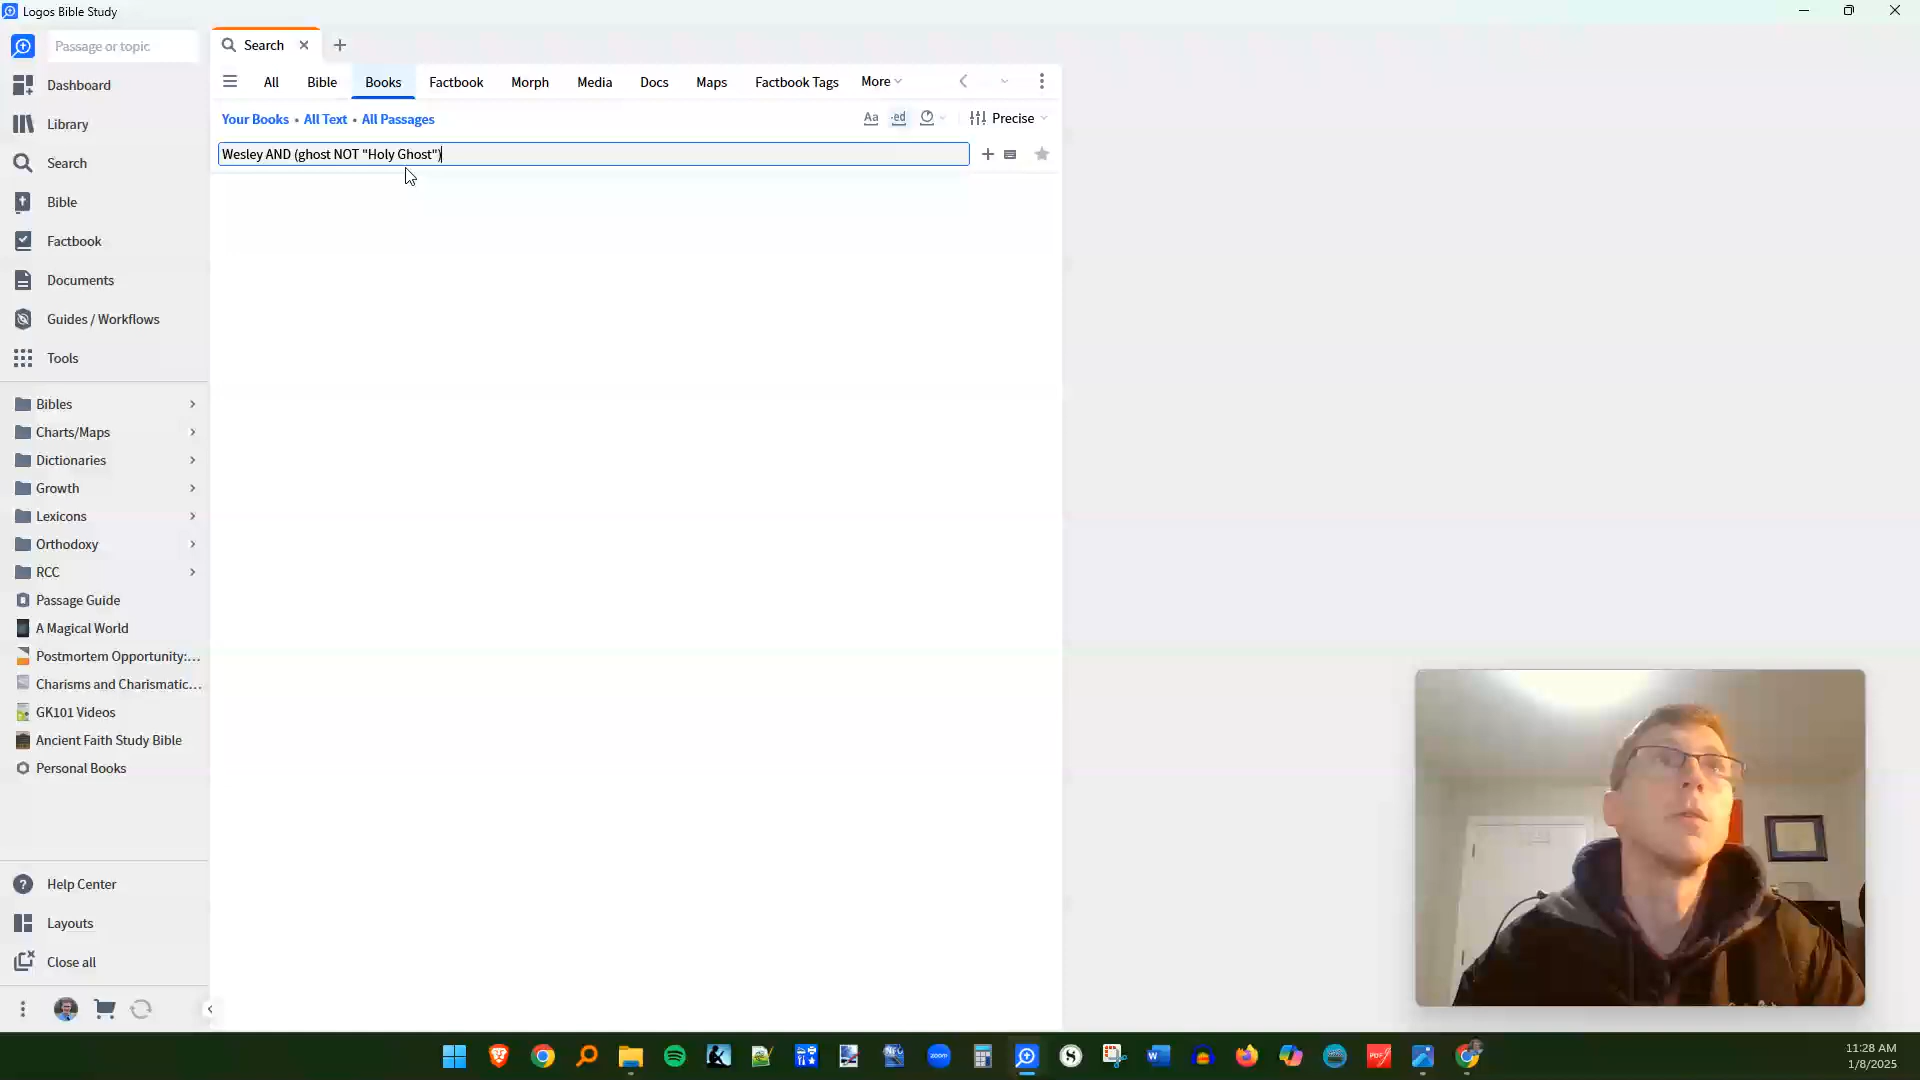 Logos Bible Study
Passage or topic
Search
Dashboard
Library
Search
Bible
Factbook
Documents
Guides / Workflows
Tools
All
Bible
Books
Factbook
Morph
Media
Docs
Maps
Factbook Tags
More
Your Books • All Text • All Passages
Aa
-ed
Precise
Wesley AND (ghost NOT "Holy Ghost")
Bibles
Charts/Maps
Dictionaries
Growth
Lexicons
Orthodoxy
RCC
Passage Guide
A Magical World
Postmortem Opportunity:...
Charisms and Charismatic...
GK101 Videos
Ancient Faith Study Bible
Personal Books
Help Center
Layouts
Close all
NFC
zoom
S
W
PDF
11:28 AM
1/8/2025